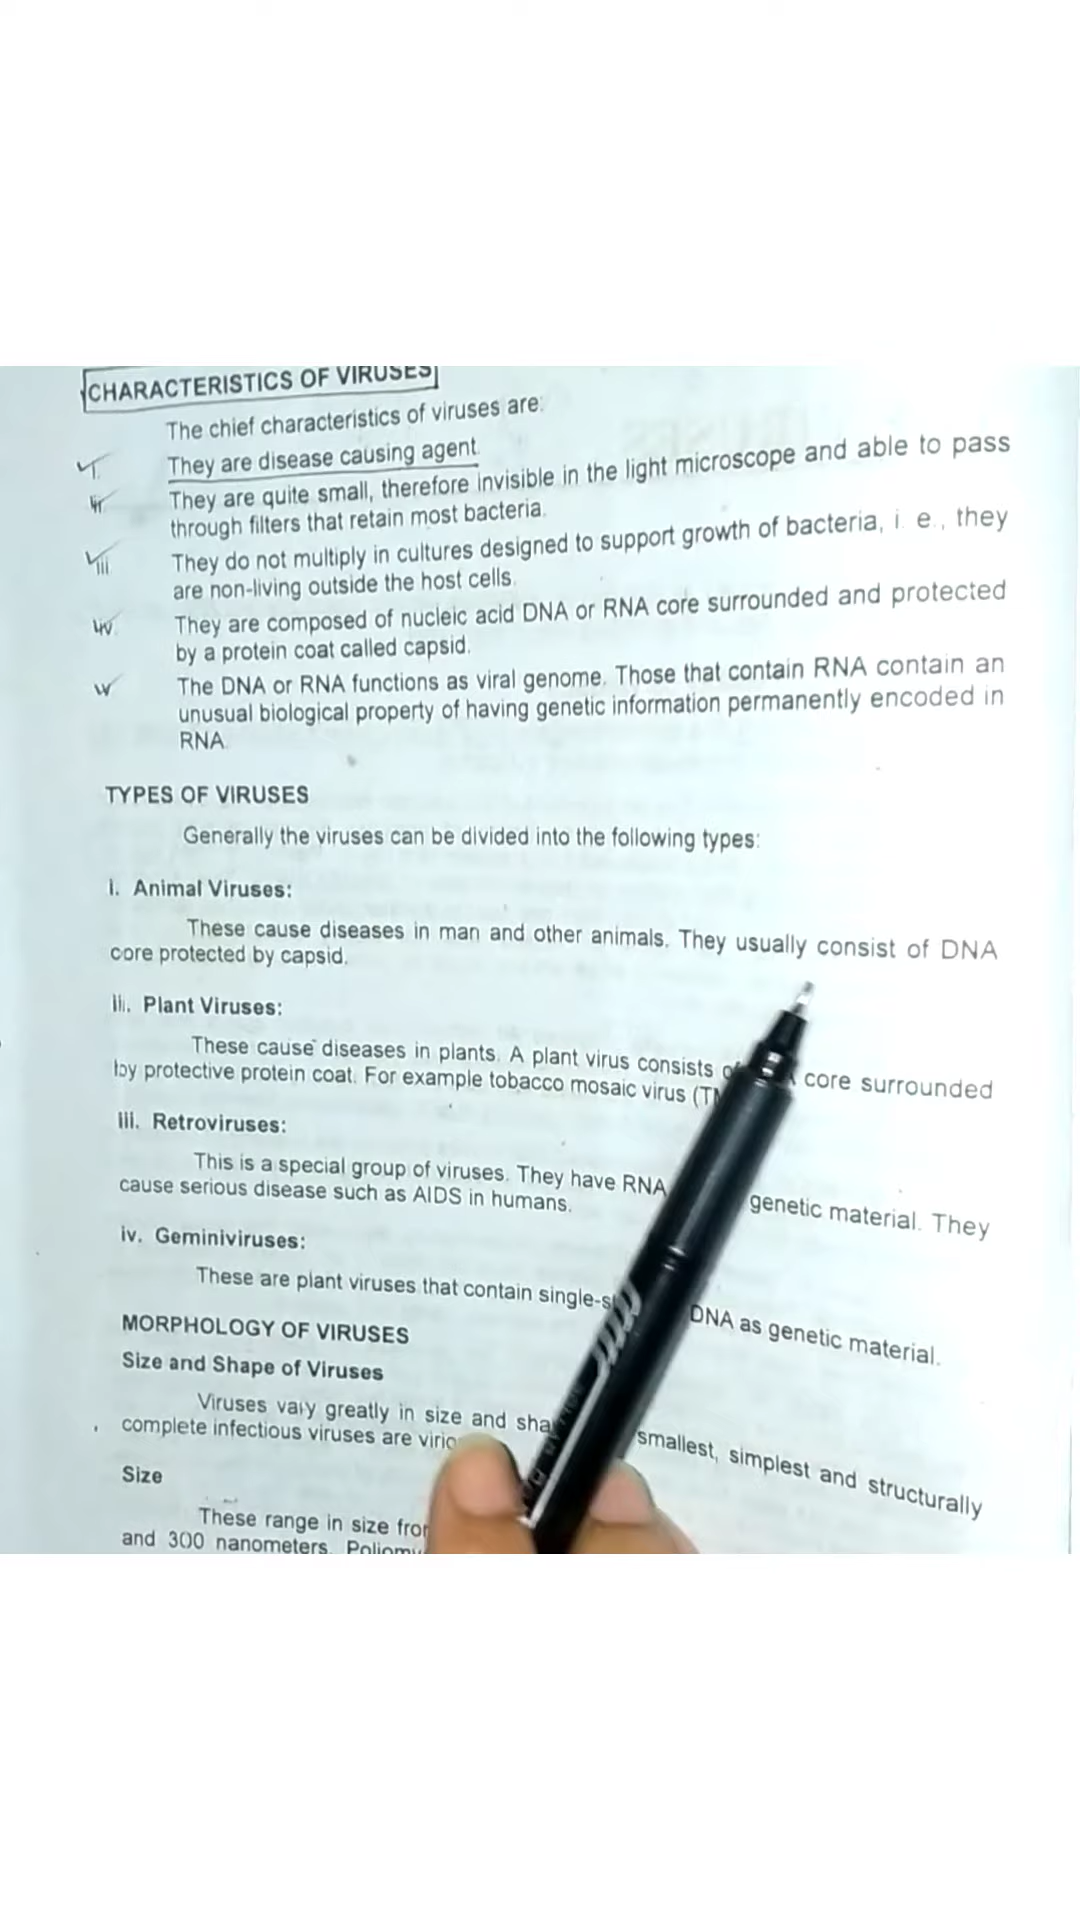 CHARACTERISTICS OF VIRUSES
The chief characteristics of viruses are:
i. They are disease causing agent.
ii. They are quite small, therefore invisible in the light microscope and able to pass
through filters that retain most bacteria.
iii. They do not multiply in cultures designed to support growth of bacteria, i. e., they
are non-living outside the host cells.
iv. They are composed of nucleic acid DNA or RNA core surrounded and protected
by a protein coat called capsid.
v. The DNA or RNA functions as viral genome. Those that contain RNA contain an
unusual biological property of having genetic information permanently encoded in
RNA.
TYPES OF VIRUSES
Generally the viruses can be divided into the following types:
i. Animal Viruses:
These cause diseases in man and other animals. They usually consist of DNA
core protected by capsid.
ii. Plant Viruses:
These cause diseases in plants. A plant virus consists core surrounded
by protective protein coat. For example tobacco mosaic virus
iii. Retroviruses:
This is a special group of viruses. They have RNA genetic material. They
cause serious disease such as AIDS in humans.
iv. Geminiviruses:
These are plant viruses that contain DNA as genetic material.
MORPHOLOGY OF VIRUSES
Size and Shape of Viruses
Viruses vary greatly in size and smallest, simplest and structurally
complete infectious viruses are
Size
These range in size
and 300 nanometers.